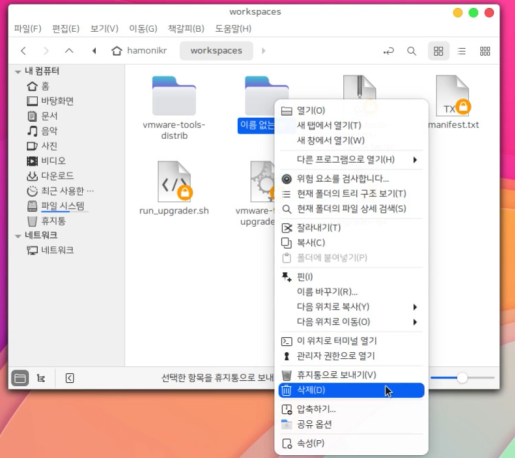 workspaces
파일(F) 편집(E) 보기(V) 이동(G) 책갈피(B) 도움말(H)
hamonikr workspaces
내 컴퓨터
홈
바탕화면
문서
음악
사진
비디오
다운로드
최근 사용한 …
파일 시스템
휴지통
네트워크
네트워크
vmware-tools-
distrib
이름 없는
manifest.txt
run_upgrader.sh
vmware-
upgrade
열기(O)
새 탭에서 열기(T)
새 창에서 열기(W)
다른 프로그램으로 열기(H)
위험 요소를 검사합니다...
현재 폴더의 트리 구조 보기(T)
현재 폴더의 파일 상세 검색(S)
잘라내기(T)
복사(C)
폴더에 붙여넣기(P)
핀(I)
이름 바꾸기(R)...
다음 위치로 복사(Y)
다음 위치로 이동(O)
이 위치로 터미널 열기
관리자 권한으로 열기
휴지통으로 보내기(V)
삭제(D)
압축하기...
공유 옵션
속성(P)
선택한 항목을 휴지통으로 보내